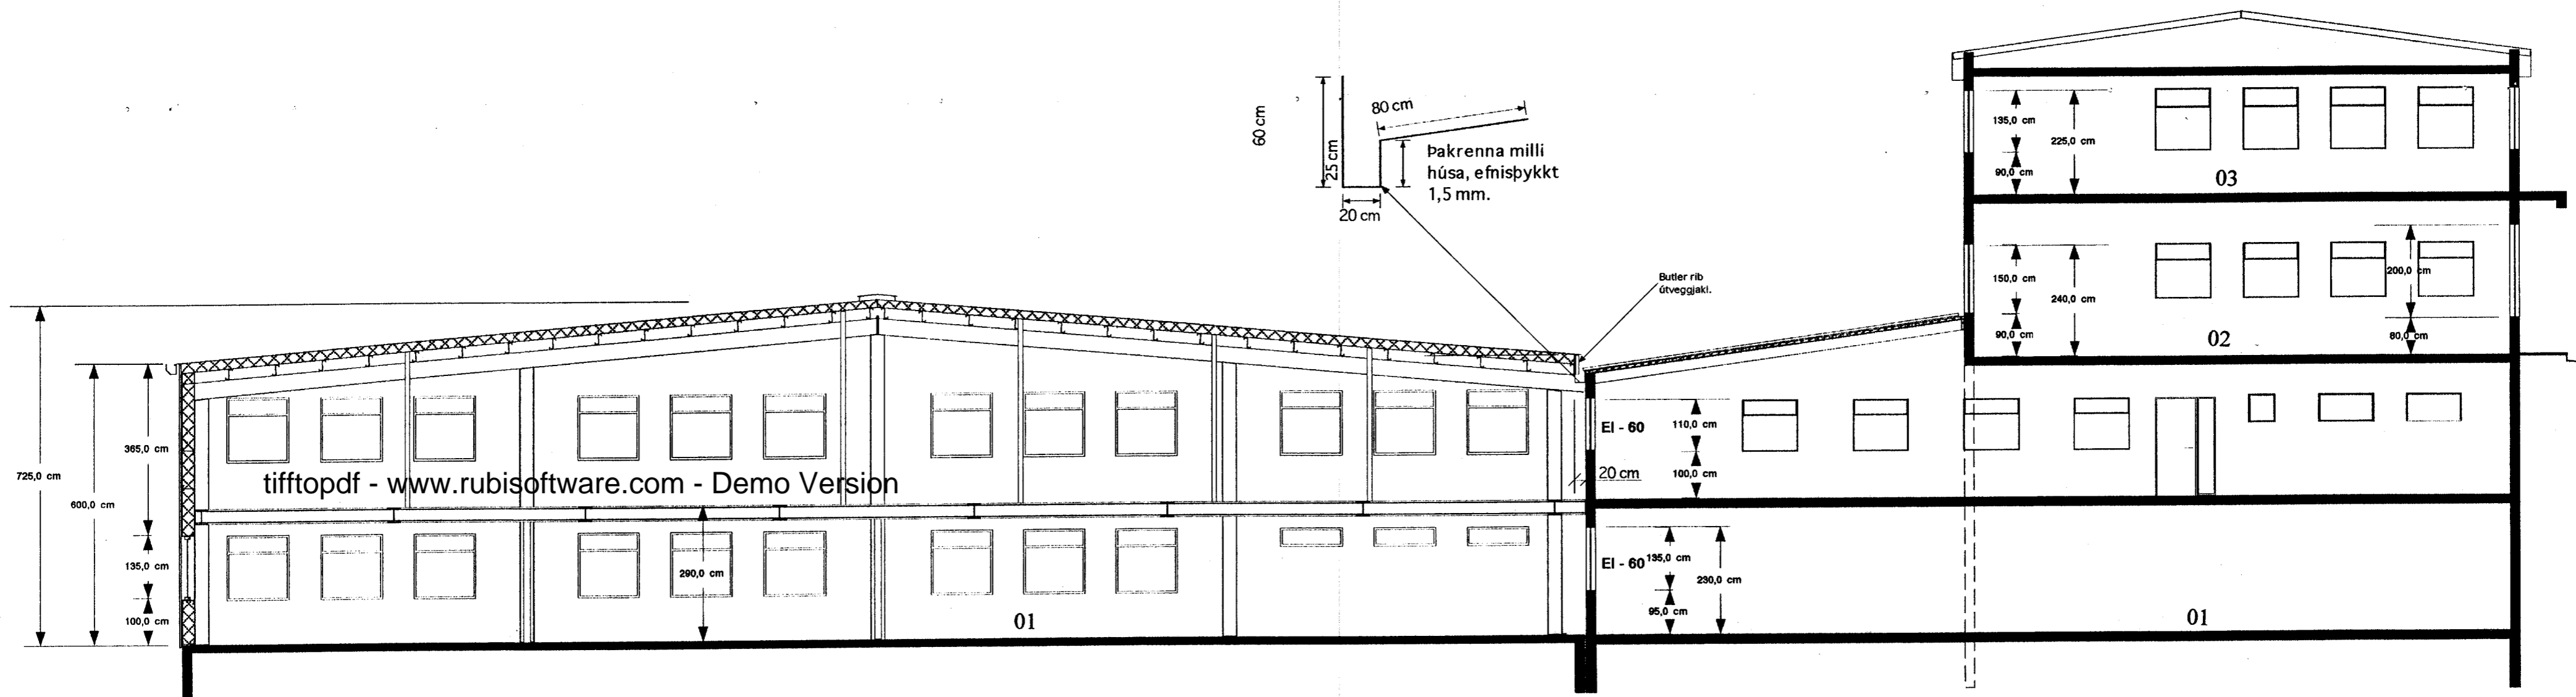 60 cm
25 cm
20 cm
80 cm
Þakrenna milli
húsa, efnisþykkt
1,5 mm.
Butler rib
útveggjakl.
135,0 cm
90,0 cm
225,0 cm
03
150,0 cm
90,0 cm
240,0 cm
200,0 cm
80,0 cm
02
725,0 cm
600,0 cm
365,0 cm
135,0 cm
100,0 cm
tifftopdf - www.rubisoftware.com - Demo Version
290,0 cm
01
EI - 60
110,0 cm
100,0 cm
20 cm
EI - 60
135,0 cm
95,0 cm
230,0 cm
01